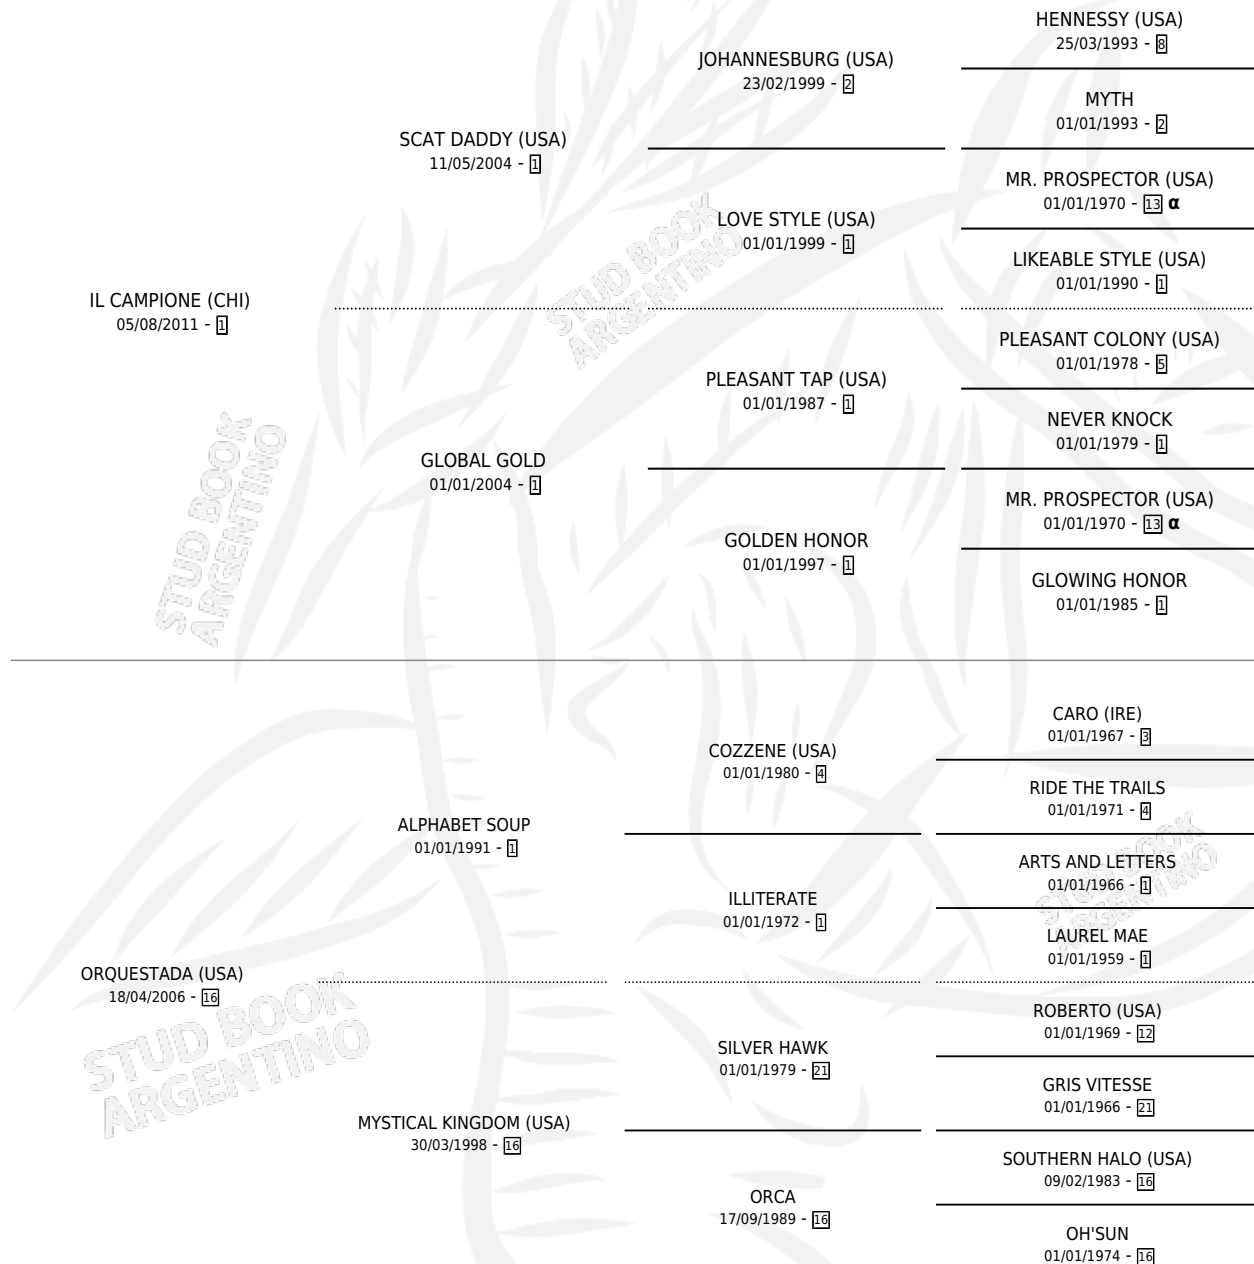 HENNESSY (USA)
25/03/1993 - 8
JOHANNESBURG (USA)
23/02/1999 - 2
MYTH
01/01/1993 - 2
SCAT DADDY (USA)
11/05/2004 - 1
MR. PROSPECTOR (USA)
01/01/1970 - 13 α
LOVE STYLE (USA)
01/01/1999 - 1
LIKEABLE STYLE (USA)
01/01/1990 - 1
STUD BOOK
ARGENTINO
IL CAMPIONE (CHI)
05/08/2011 - 1
PLEASANT COLONY (USA)
01/01/1978 - 5
PLEASANT TAP (USA)
01/01/1987 - 1
NEVER KNOCK
01/01/1979 - 1
GLOBAL GOLD
01/01/2004 - 1
MR. PROSPECTOR (USA)
01/01/1970 - 13 α
GOLDEN HONOR
01/01/1997 - 1
GLOWING HONOR
01/01/1985 - 1
STUD BOOK
ARGENTINO
CARO (IRE)
01/01/1967 - 3
COZZENE (USA)
01/01/1980 - 4
RIDE THE TRAILS
01/01/1971 - 4
ALPHABET SOUP
01/01/1991 - 1
ARTS AND LETTERS
01/01/1966 - 1
ILLITERATE
01/01/1972 - 1
LAUREL MAE
01/01/1959 - 1
STUD BOOK
ARGENTINO
ORQUESTADA (USA)
18/04/2006 - 16
ROBERTO (USA)
01/01/1969 - 12
SILVER HAWK
01/01/1979 - 21
GRIS VITESSE
01/01/1966 - 21
STUD BOOK
ARGENTINO
MYSTICAL KINGDOM (USA)
30/03/1998 - 16
SOUTHERN HALO (USA)
09/02/1983 - 16
ORCA
17/09/1989 - 16
OH'SUN
01/01/1974 - 16